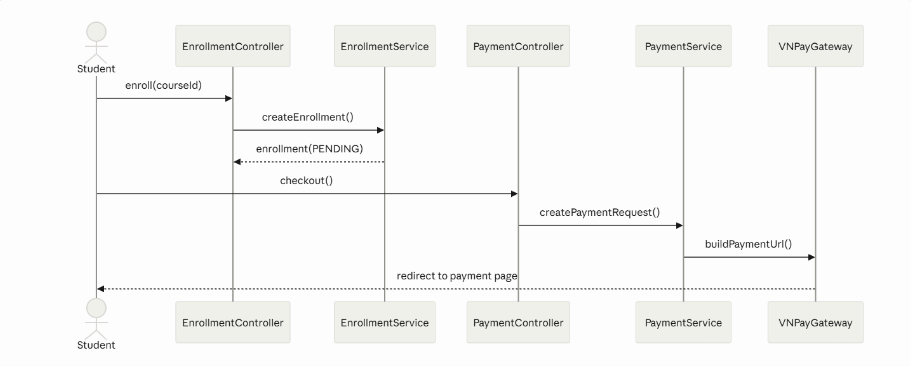 EnrollmentController
EnrollmentService
PaymentController
PaymentService
VNPayGateway
Student
enroll(courseId)
createEnrollment()
enrollment(PENDING)
checkout()
createPaymentRequest()
buildPaymentUrl()
redirect to payment page
EnrollmentController
EnrollmentService
PaymentController
PaymentService
VNPayGateway
Student